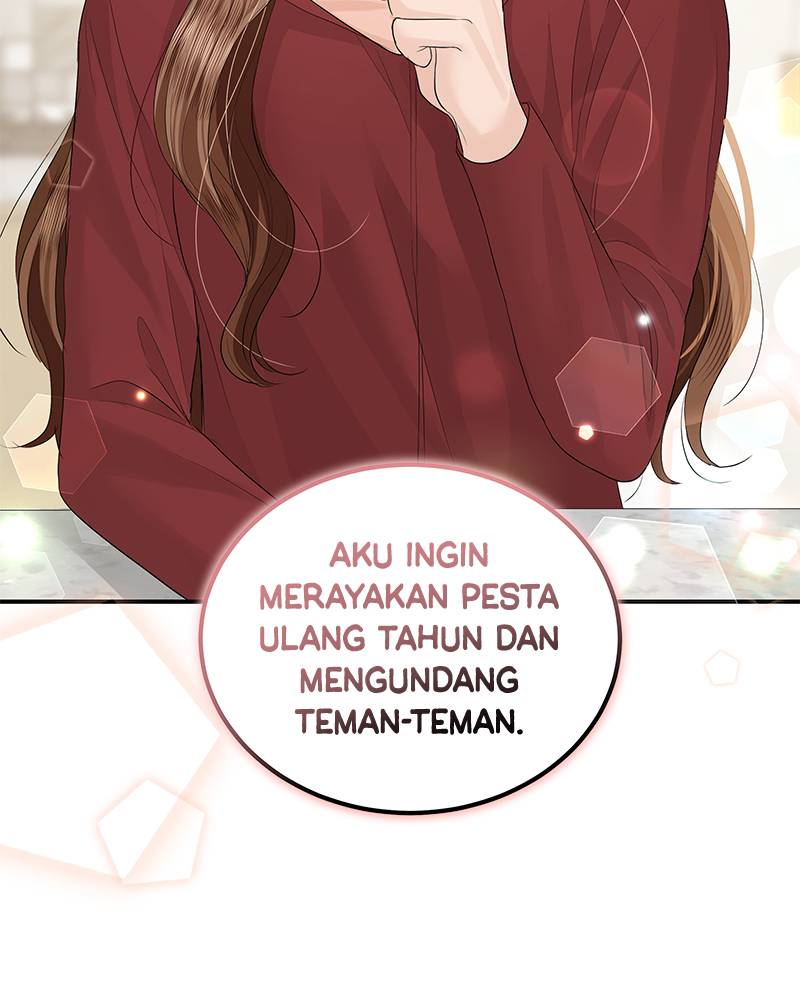 AKU INGIN
MERAYAKAN PESTA
ULANG TAHUN DAN
MENGUNDANG
TEMAN-TEMAN.